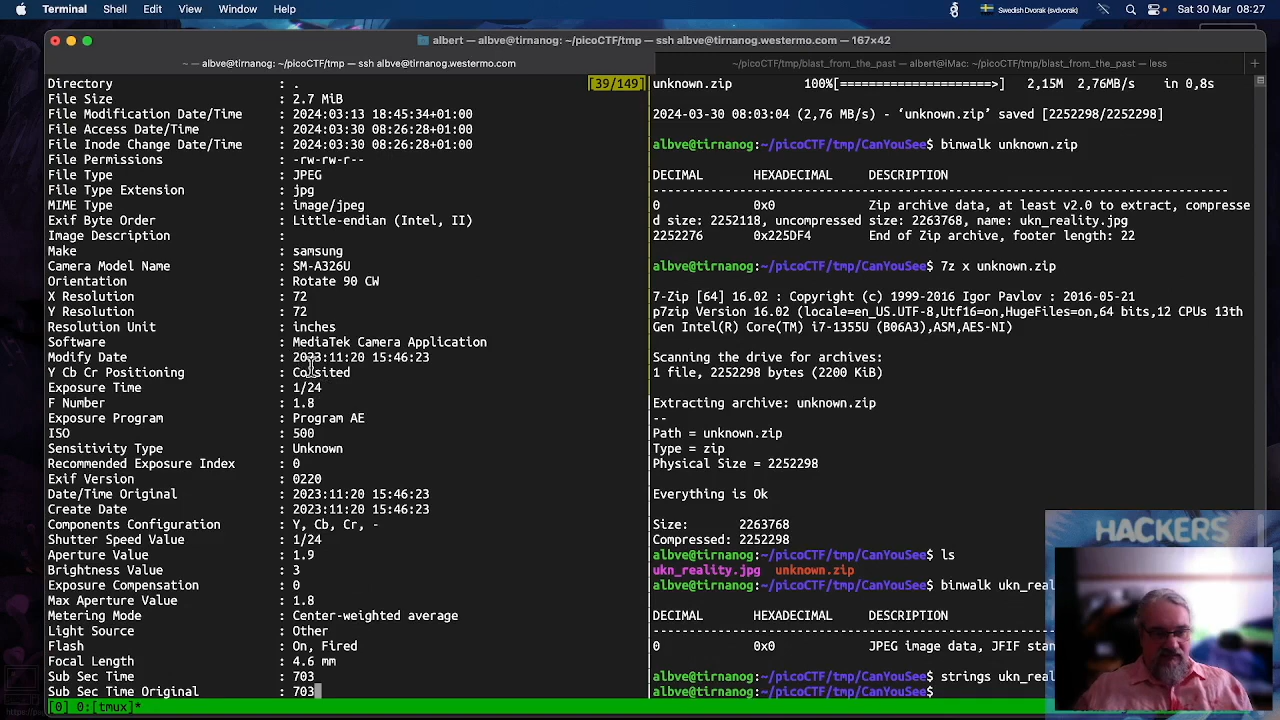 Terminal Shell Edit View Window Help
Swedish Dvorak (svdvorak) Sat 30 Mar 08:27
albert — albve@tirnanog: ~/picoCTF/tmp — ssh albve@tirnanog.westermo.com — 167×42
~ — albve@tirnanog: ~/picoCTF/tmp — ssh albve@tirnanog.westermo.com
~/picoCTF/tmp/blast_from_the_past — albert@iMac: ~/picoCTF/tmp/blast_from_the_past — less
[39/149]
Directory : .
File Size : 2.7 MiB
File Modification Date/Time : 2024:03:13 18:45:34+01:00
File Access Date/Time : 2024:03:30 08:26:28+01:00
File Inode Change Date/Time : 2024:03:30 08:26:28+01:00
File Permissions : -rw-rw-r--
File Type : JPEG
File Type Extension : jpg
MIME Type : image/jpeg
Exif Byte Order : Little-endian (Intel, II)
Image Description :
Make : samsung
Camera Model Name : SM-A326U
Orientation : Rotate 90 CW
X Resolution : 72
Y Resolution : 72
Resolution Unit : inches
Software : MediaTek Camera Application
Modify Date : 2023:11:20 15:46:23
Y Cb Cr Positioning : Co-sited
Exposure Time : 1/24
F Number : 1.8
Exposure Program : Program AE
ISO : 500
Sensitivity Type : Unknown
Recommended Exposure Index : 0
Exif Version : 0220
Date/Time Original : 2023:11:20 15:46:23
Create Date : 2023:11:20 15:46:23
Components Configuration : Y, Cb, Cr, -
Shutter Speed Value : 1/24
Aperture Value : 1.9
Brightness Value : 3
Exposure Compensation : 0
Max Aperture Value : 1.8
Metering Mode : Center-weighted average
Light Source : Other
Flash : On, Fired
Focal Length : 4.6 mm
Sub Sec Time : 703
Sub Sec Time Original : 703
[0] 0:[tmux]*
unknown.zip 100%[====================>] 2,15M 2,76MB/s in 0,8s
2024-03-30 08:03:04 (2,76 MB/s) - ‘unknown.zip’ saved [2252298/2252298]
albve@tirnanog:~/picoCTF/tmp/CanYouSee$ binwalk unknown.zip
DECIMAL HEXADECIMAL DESCRIPTION
--------------------------------------------------------------------------------
0 0x0 Zip archive data, at least v2.0 to extract, compresse
d size: 2252118, uncompressed size: 2263768, name: ukn_reality.jpg
2252276 0x225DF4 End of Zip archive, footer length: 22
albve@tirnanog:~/picoCTF/tmp/CanYouSee$ 7z x unknown.zip
7-Zip [64] 16.02 : Copyright (c) 1999-2016 Igor Pavlov : 2016-05-21
p7zip Version 16.02 (locale=en_US.UTF-8,Utf16=on,HugeFiles=on,64 bits,12 CPUs 13th
Gen Intel(R) Core(TM) i7-1355U (B06A3),ASM,AES-NI)
Scanning the drive for archives:
1 file, 2252298 bytes (2200 KiB)
Extracting archive: unknown.zip
--
Path = unknown.zip
Type = zip
Physical Size = 2252298
Everything is Ok
Size: 2263768
Compressed: 2252298
albve@tirnanog:~/picoCTF/tmp/CanYouSee$ ls
ukn_reality.jpg unknown.zip
albve@tirnanog:~/picoCTF/tmp/CanYouSee$ binwalk ukn_real
DECIMAL HEXADECIMAL DESCRIPTION
--------------------------------------------------------------------------------
0 0x0 JPEG image data, JFIF stan
albve@tirnanog:~/picoCTF/tmp/CanYouSee$ strings ukn_rea
albve@tirnanog:~/picoCTF/tmp/CanYouSee$
HACKERS